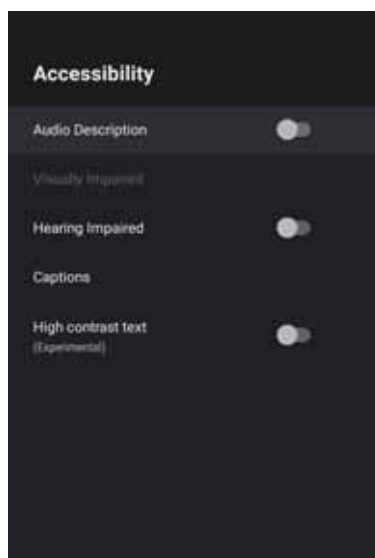 Accessibility
Audio Description
Visually Impaired
Hearing Impaired
Captions
High contrast text
(Experimental)